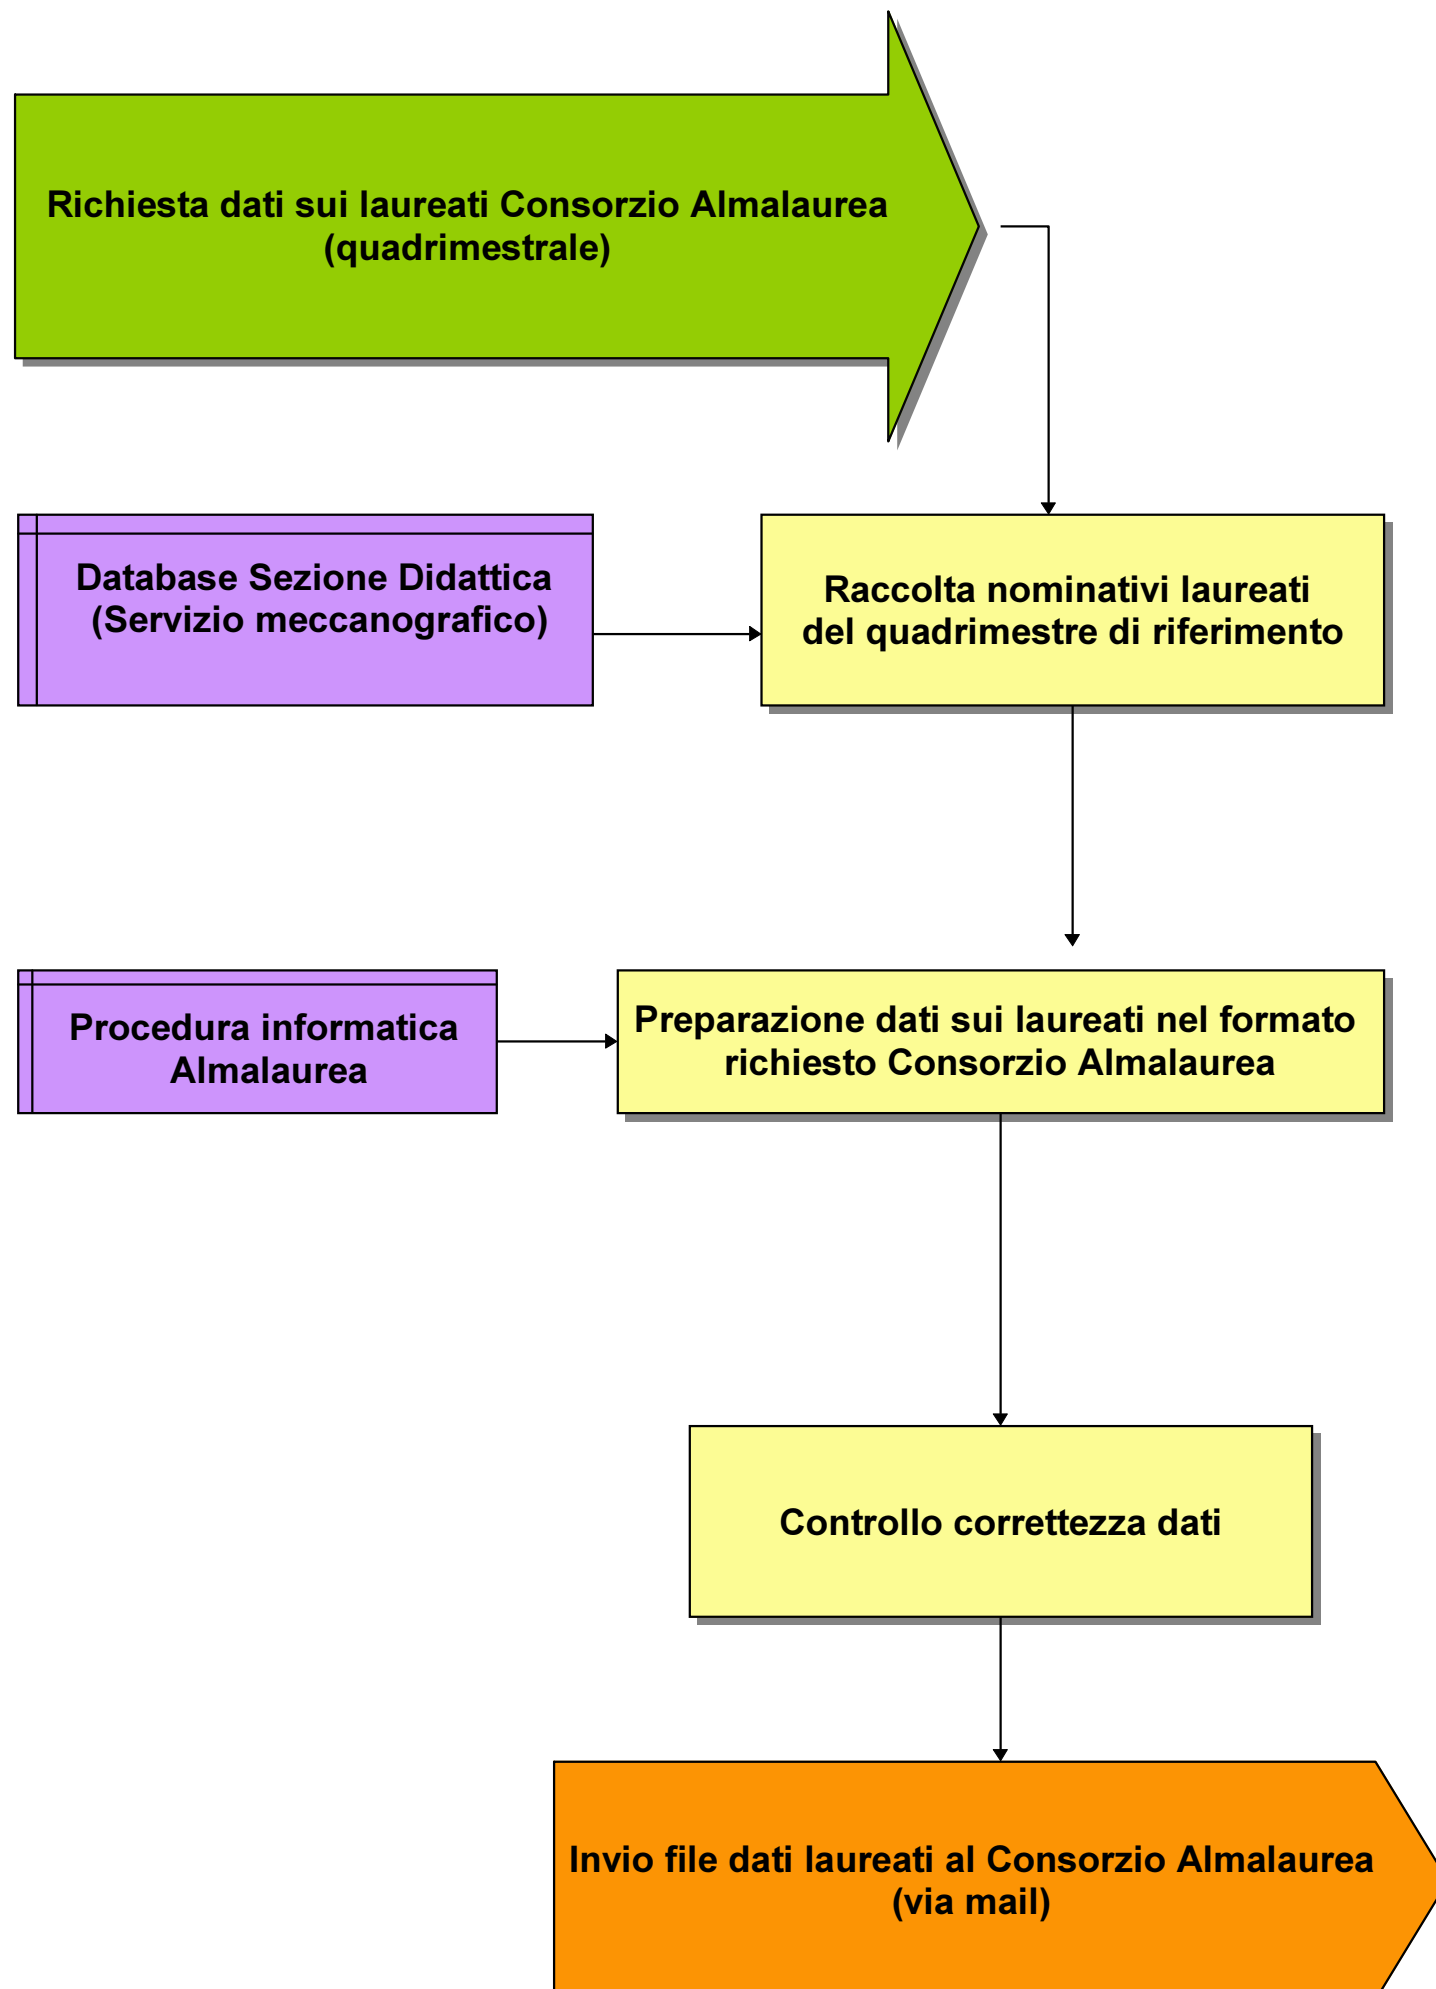 Richiesta dati sui laureati Consorzio Almalaurea
(quadrimestrale)
Database Sezione Didattica
(Servizio meccanografico)
Raccolta nominativi laureati
del quadrimestre di riferimento
Procedura informatica
Almalaurea
Preparazione dati sui laureati nel formato
richiesto Consorzio Almalaurea
Controllo correttezza dati
Invio file dati laureati al Consorzio Almalaurea
(via mail)